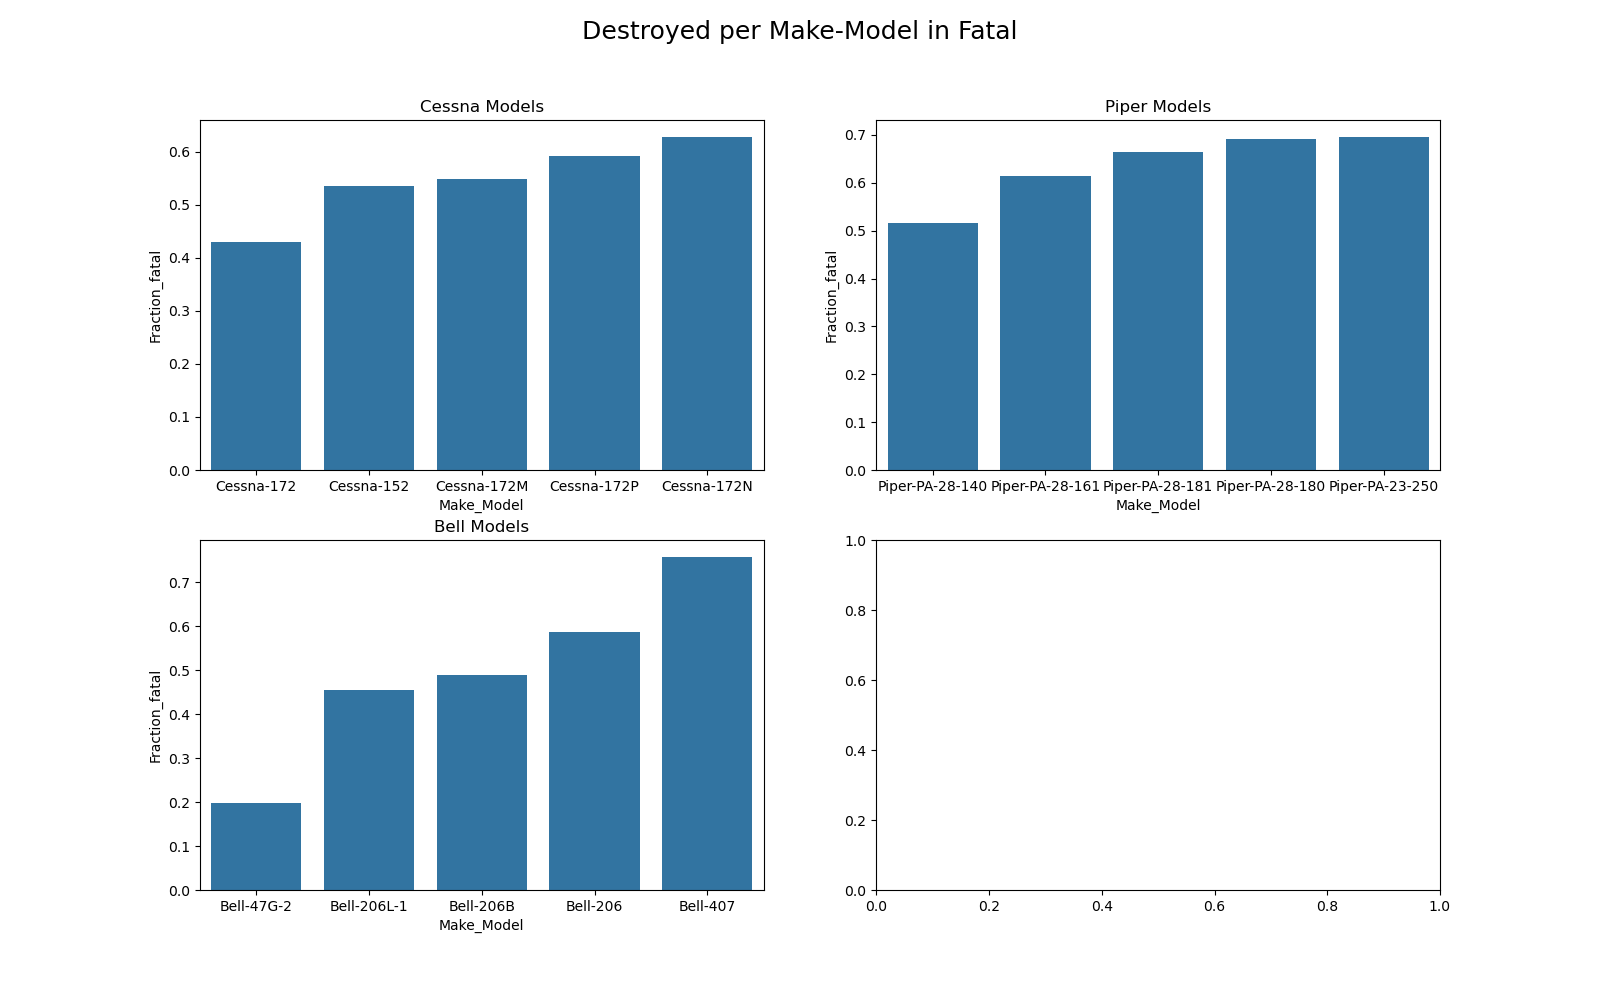 Destroyed per Make-Model in Fatal
Cessna Models
Fraction_fatal
0.6
0.5
0.4
0.3
0.2
0.1
0.0
Cessna-172 Cessna-152 Cessna-172M Cessna-172P Cessna-172N
Make_Model
Piper Models
Fraction_fatal
0.7
0.6
0.5
0.4
0.3
0.2
0.1
0.0
Piper-PA-28-140 Piper-PA-28-161 Piper-PA-28-181 Piper-PA-28-180 Piper-PA-23-250
Make_Model
Bell Models
Fraction_fatal
0.7
0.6
0.5
0.4
0.3
0.2
0.1
0.0
Bell-47G-2 Bell-206L-1 Bell-206B Bell-206 Bell-407
Make_Model
1.0
0.8
0.6
0.4
0.2
0.0
0.0 0.2 0.4 0.6 0.8 1.0